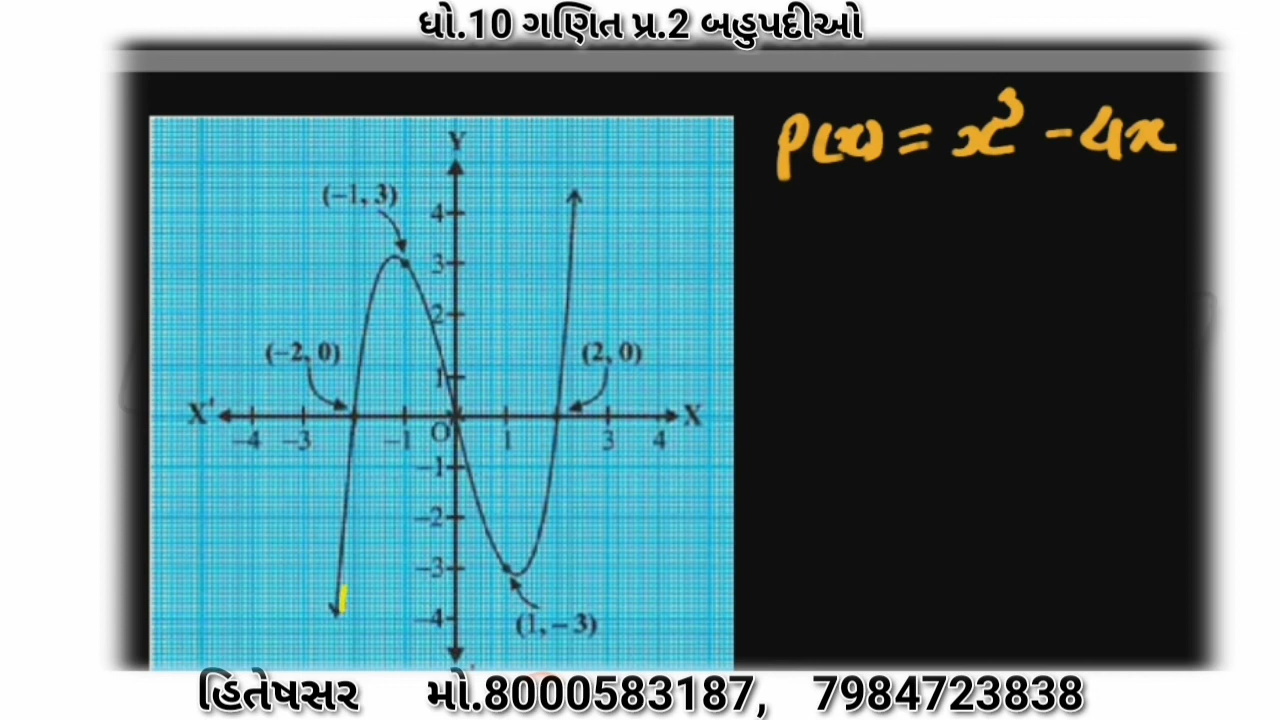 ધો.10 ગણિત પ્ર.2 બહુપદીઓ
P(x) = x³ - 4x
Y
(−1, 3)
4
3
2
(−2, 0)
(2, 0)
1
X′
X
−4 −3 −1 O 1 3 4
−1
−2
−3
−4
(1, − 3)
હિતેષસર મો.8000583187, 7984723838